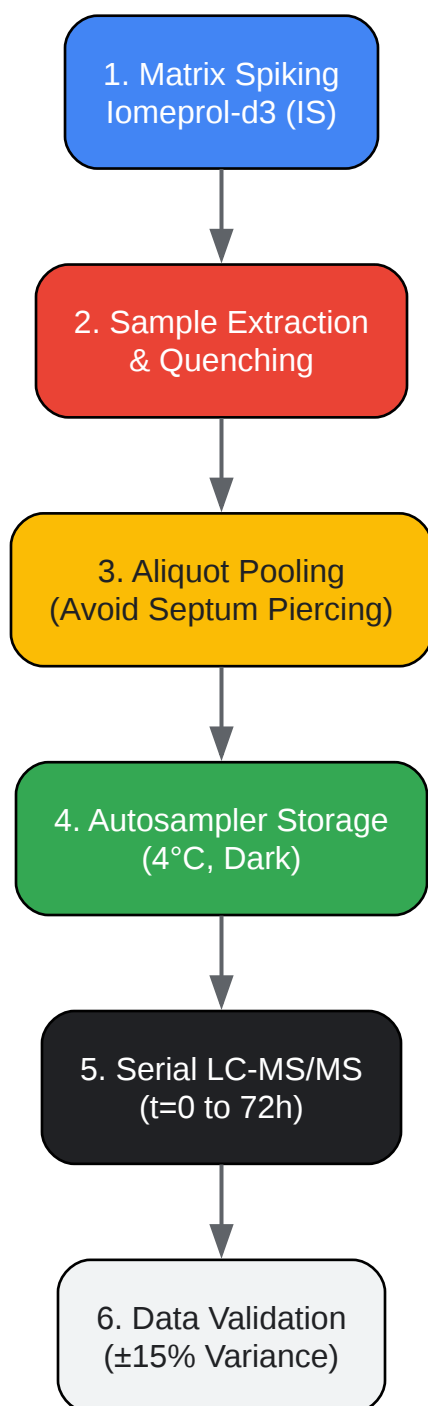 1. Matrix Spiking
Iomeprol-d3 (IS)
2. Sample Extraction
& Quenching
3. Aliquot Pooling
(Avoid Septum Piercing)
4. Autosampler Storage
(4°C, Dark)
5. Serial LC-MS/MS
(t=0 to 72h)
6. Data Validation
(±15% Variance)